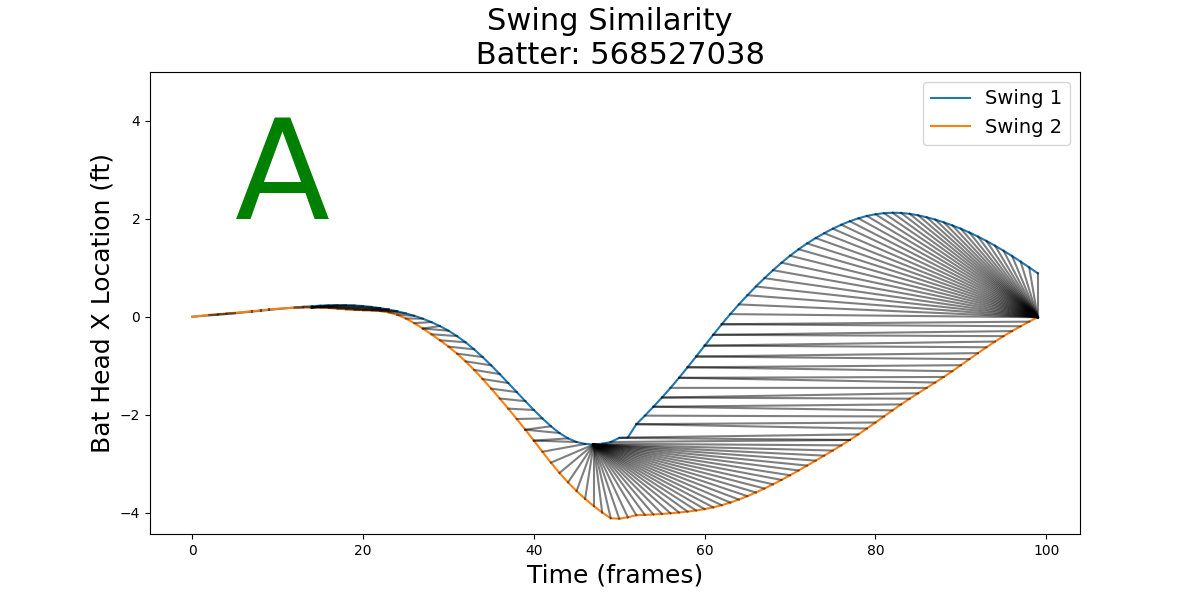 Swing Similarity
Batter: 568527038
A
Swing 1
Swing 2
Bat Head X Location (ft)
4
2
0
−2
−4
0 20 40 60 80 100
Time (frames)